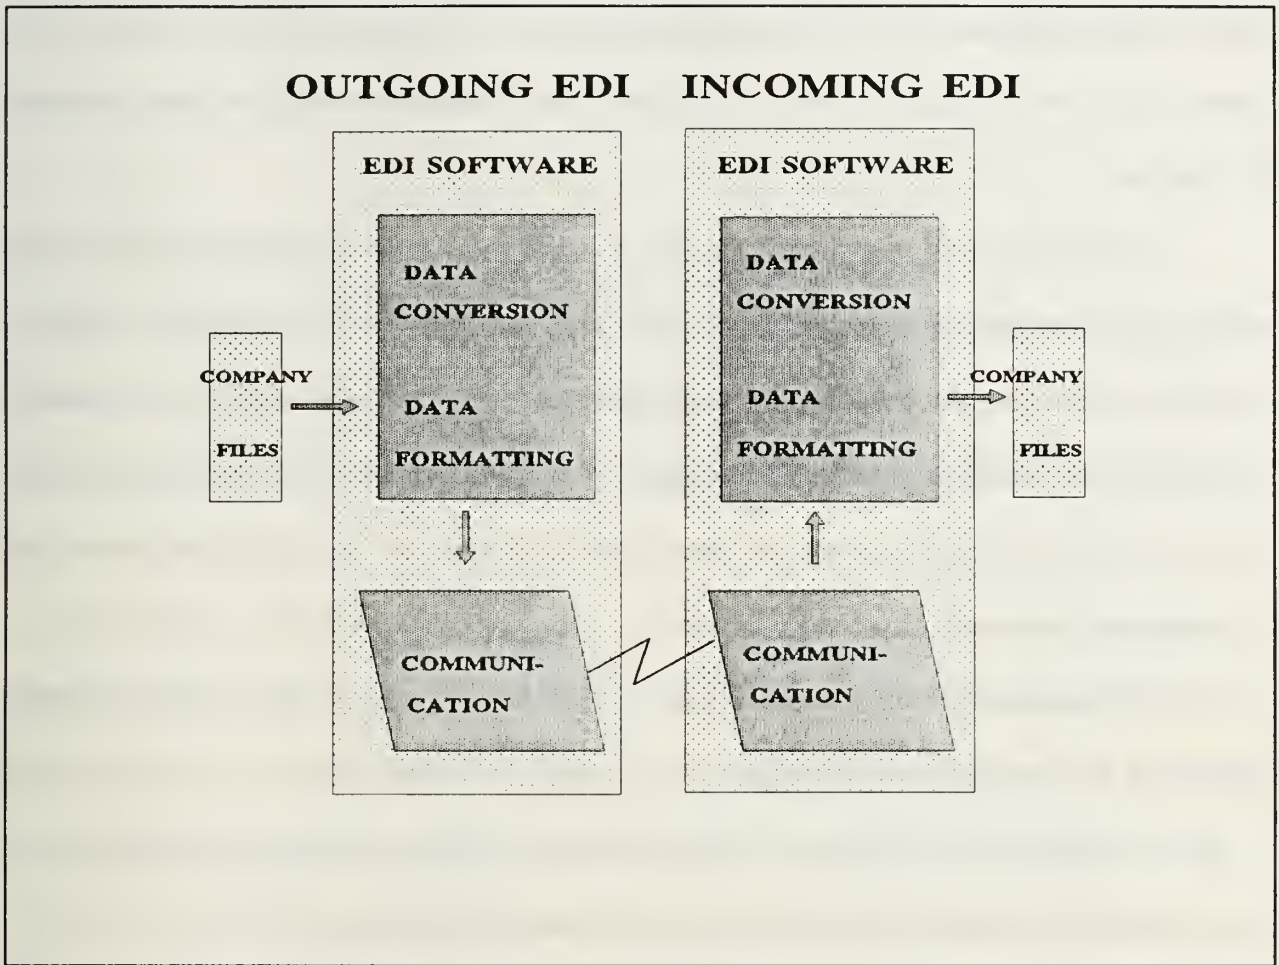 OUTGOING EDI
INCOMING EDI
EDI SOFTWARE
DATA
CONVERSION
DATA
FORMATTING
COMPANY
FILES
COMMUNI-
CATION
EDI SOFTWARE
DATA
CONVERSION
DATA
FORMATTING
COMPANY
FILES
COMMUNI-
CATION